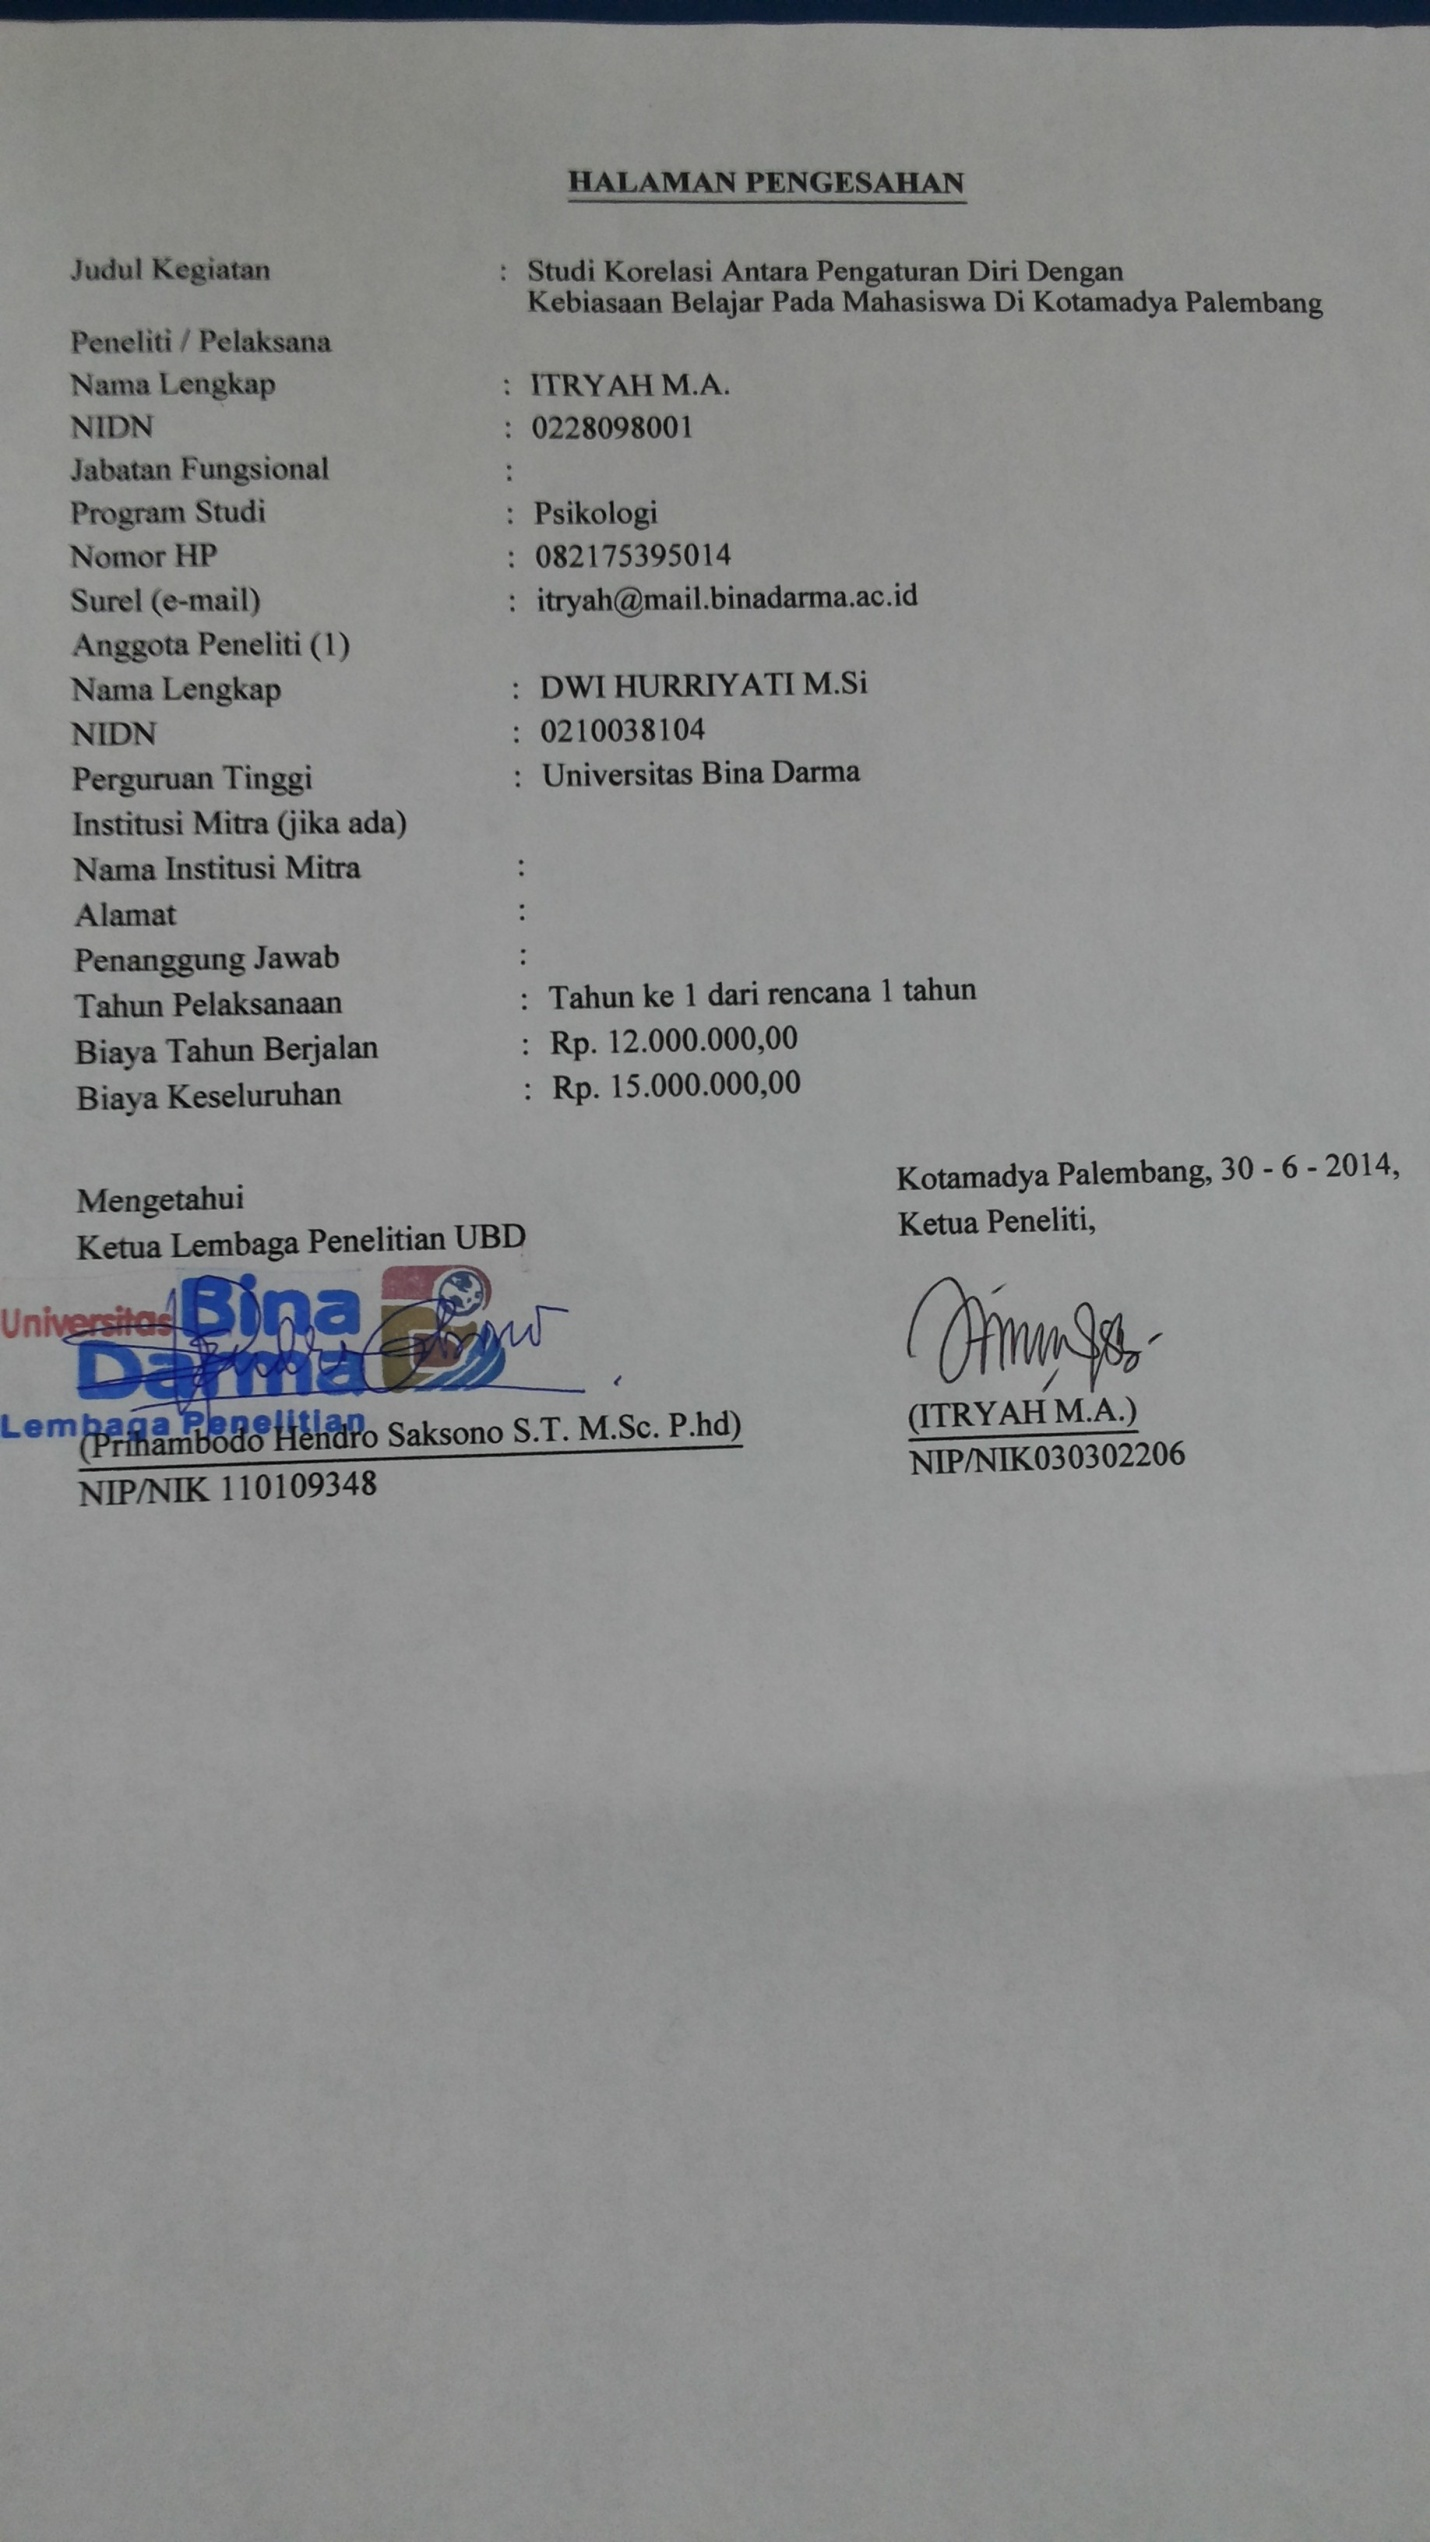 HALAMAN PENGESAHAN
Judul Kegiatan : Studi Korelasi Antara Pengaturan Diri Dengan
Kebiasaan Belajar Pada Mahasiswa Di Kotamadya Palembang
Peneliti / Pelaksana
Nama Lengkap : ITRYAH M.A.
NIDN : 0228098001
Jabatan Fungsional :
Program Studi : Psikologi
Nomor HP : 082175395014
Surel (e-mail) : itryah@mail.binadarma.ac.id
Anggota Peneliti (1)
Nama Lengkap : DWI HURRIYATI M.Si
NIDN : 0210038104
Perguruan Tinggi : Universitas Bina Darma
Institusi Mitra (jika ada)
Nama Institusi Mitra :
Alamat :
Penanggung Jawab :
Tahun Pelaksanaan : Tahun ke 1 dari rencana 1 tahun
Biaya Tahun Berjalan : Rp. 12.000.000,00
Biaya Keseluruhan : Rp. 15.000.000,00
Kotamadya Palembang, 30 - 6 - 2014,
Mengetahui
Ketua Lembaga Penelitian UBD
Ketua Peneliti,
Universitas Bina
Darma
Lembaga Penelitian
(Prihambodo Hendro Saksono S.T. M.Sc. P.hd)
NIP/NIK 110109348
(ITRYAH M.A.)
NIP/NIK030302206